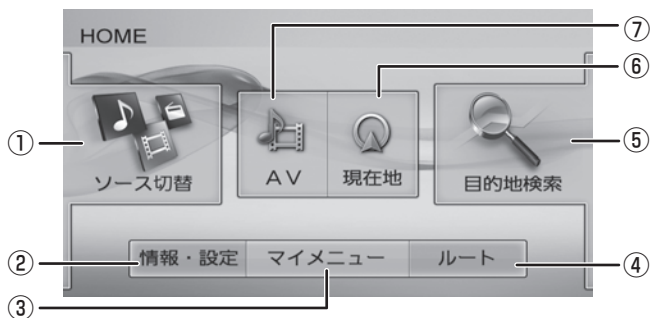 HOME
⑦
⑥
①
⑤
ソース切替
AV
現在地
目的地検索
②
情報・設定
マイメニュー
ルート
④
③